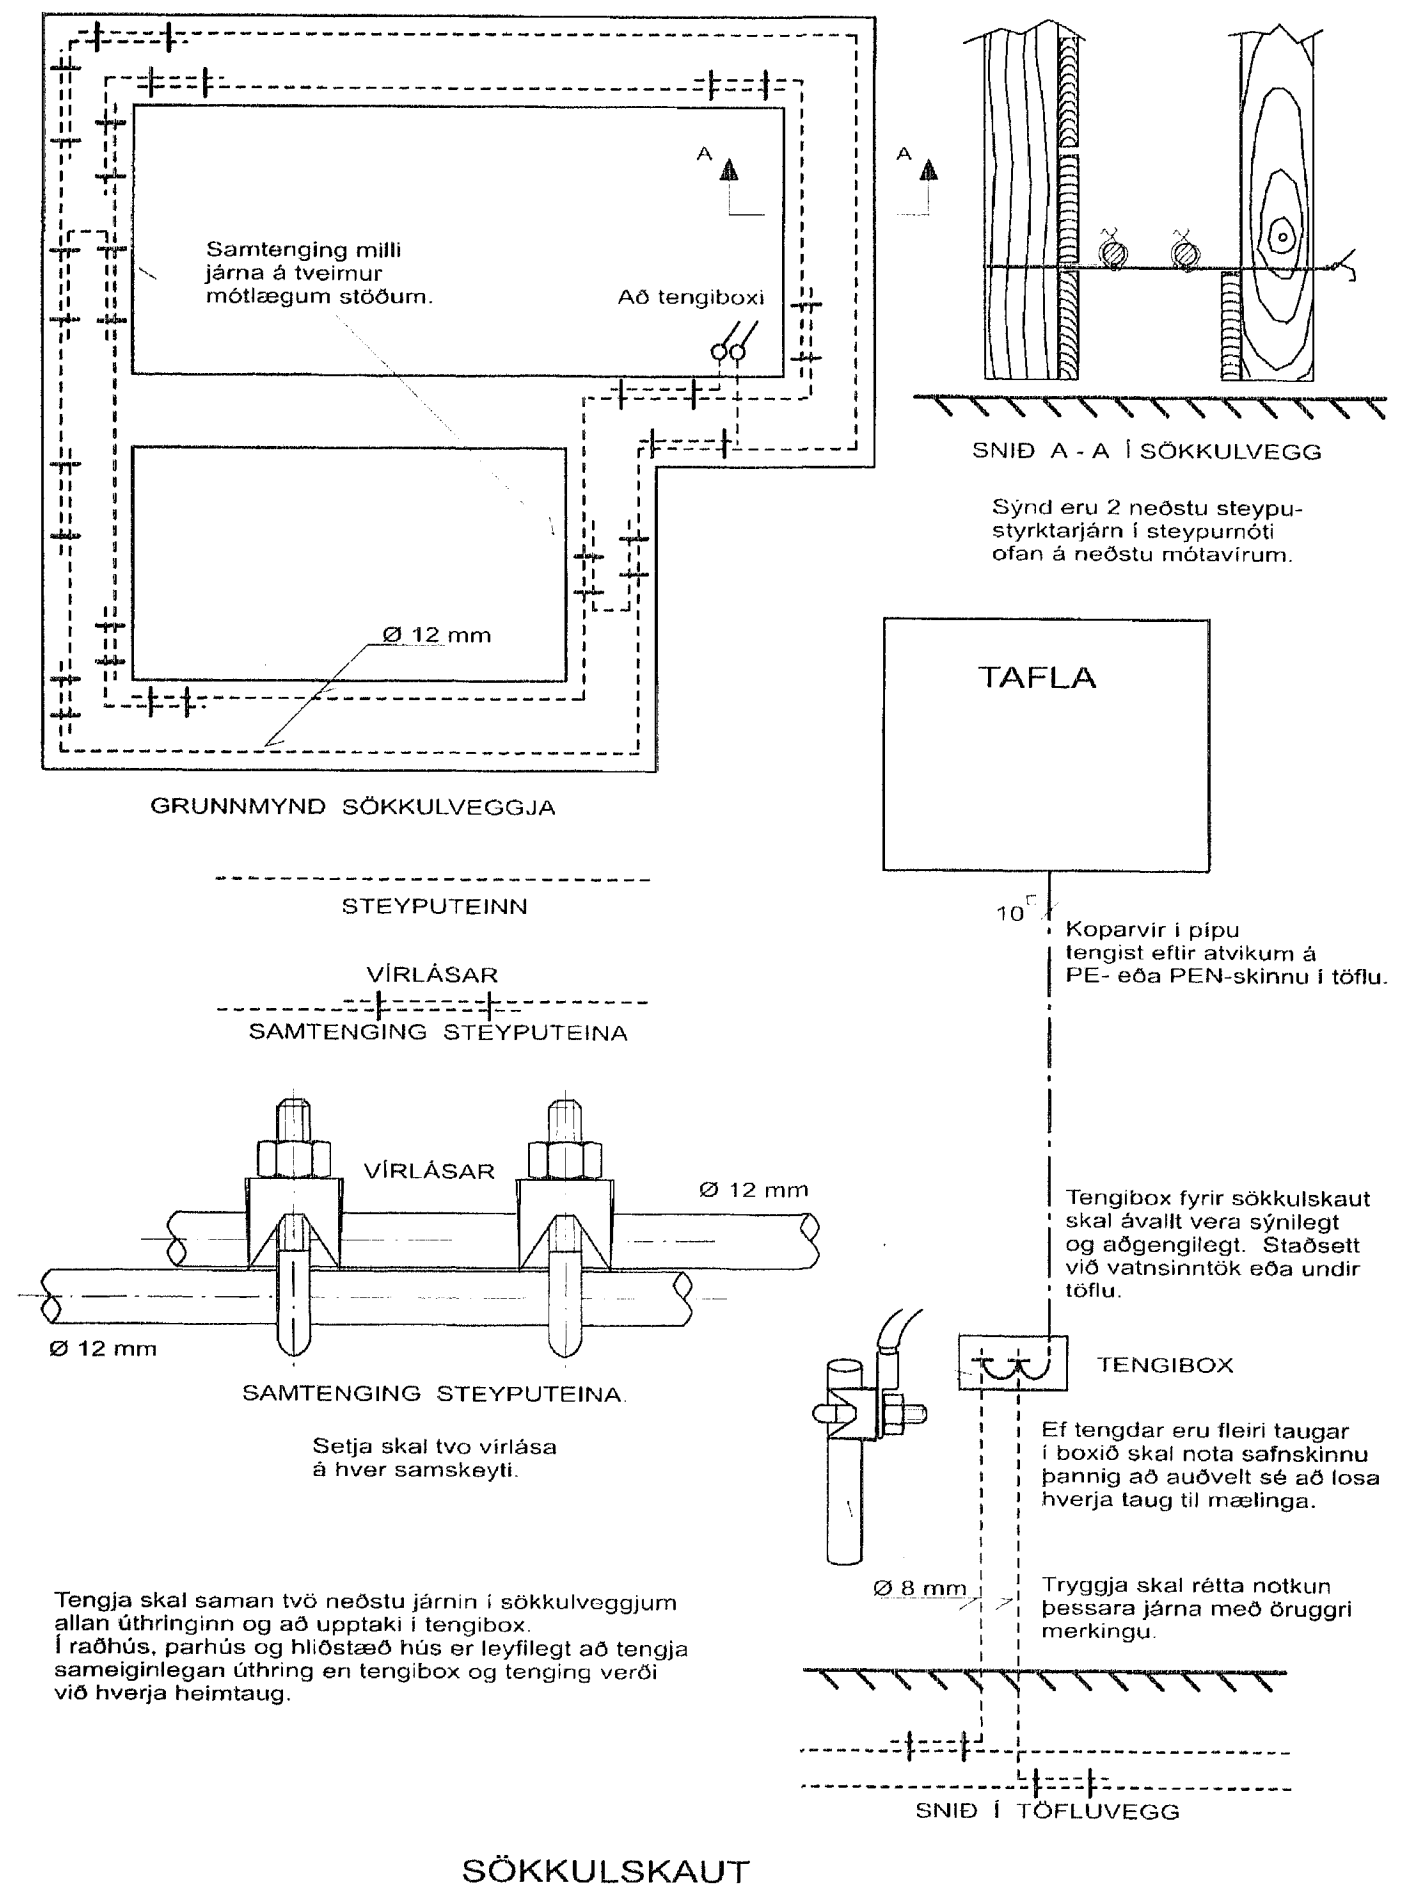 A
A
Samtenging milli
járna á tveimur
mótlægum stöðum.
Að tengiboxi
Ø 12 mm
GRUNNMYND SÖKKULVEGGJA
SNIÐ A - A Í SÖKKULVEGG
Sýnd eru 2 neðstu steypu-
styrktarjárn í steypumóti
ofan á neðstu mótavírum.
STEYPUTEINN
VÍRLÁSAR
SAMTENGING STEYPUTEINA
TAFLA
10
Koparvír í pípu
tengist eftir atvikum á
PE- eða PEN-skinnu í töflu.
VÍRLÁSAR
Ø 12 mm
Ø 12 mm
SAMTENGING STEYPUTEINA.
Setja skal tvo vírlása
á hver samskeyti.
Tengibox fyrir sökkulskaut
skal ávallt vera sýnilegt
og aðgengilegt. Staðsett
við vatnsinntök eða undir
töflu.
TENGIBOX
Ef tengdar eru fleiri taugar
í boxið skal nota safnskinnu
þannig að auðvelt sé að losa
hverja taug til mælinga.
Ø 8 mm
Tryggja skal rétta notkun
þessara járna með öruggri
merkingu.
Tengja skal saman tvö neðstu járnin í sökkulveggjum
allan úthringinn og að upptaki í tengibox.
Í raðhús, parhús og hliðstæð hús er leyfilegt að tengja
sameiginlegan úthring en tengibox og tenging verði
við hverja heimtaug.
SNIÐ Í TÖFLUVEGG
SÖKKULSKAUT